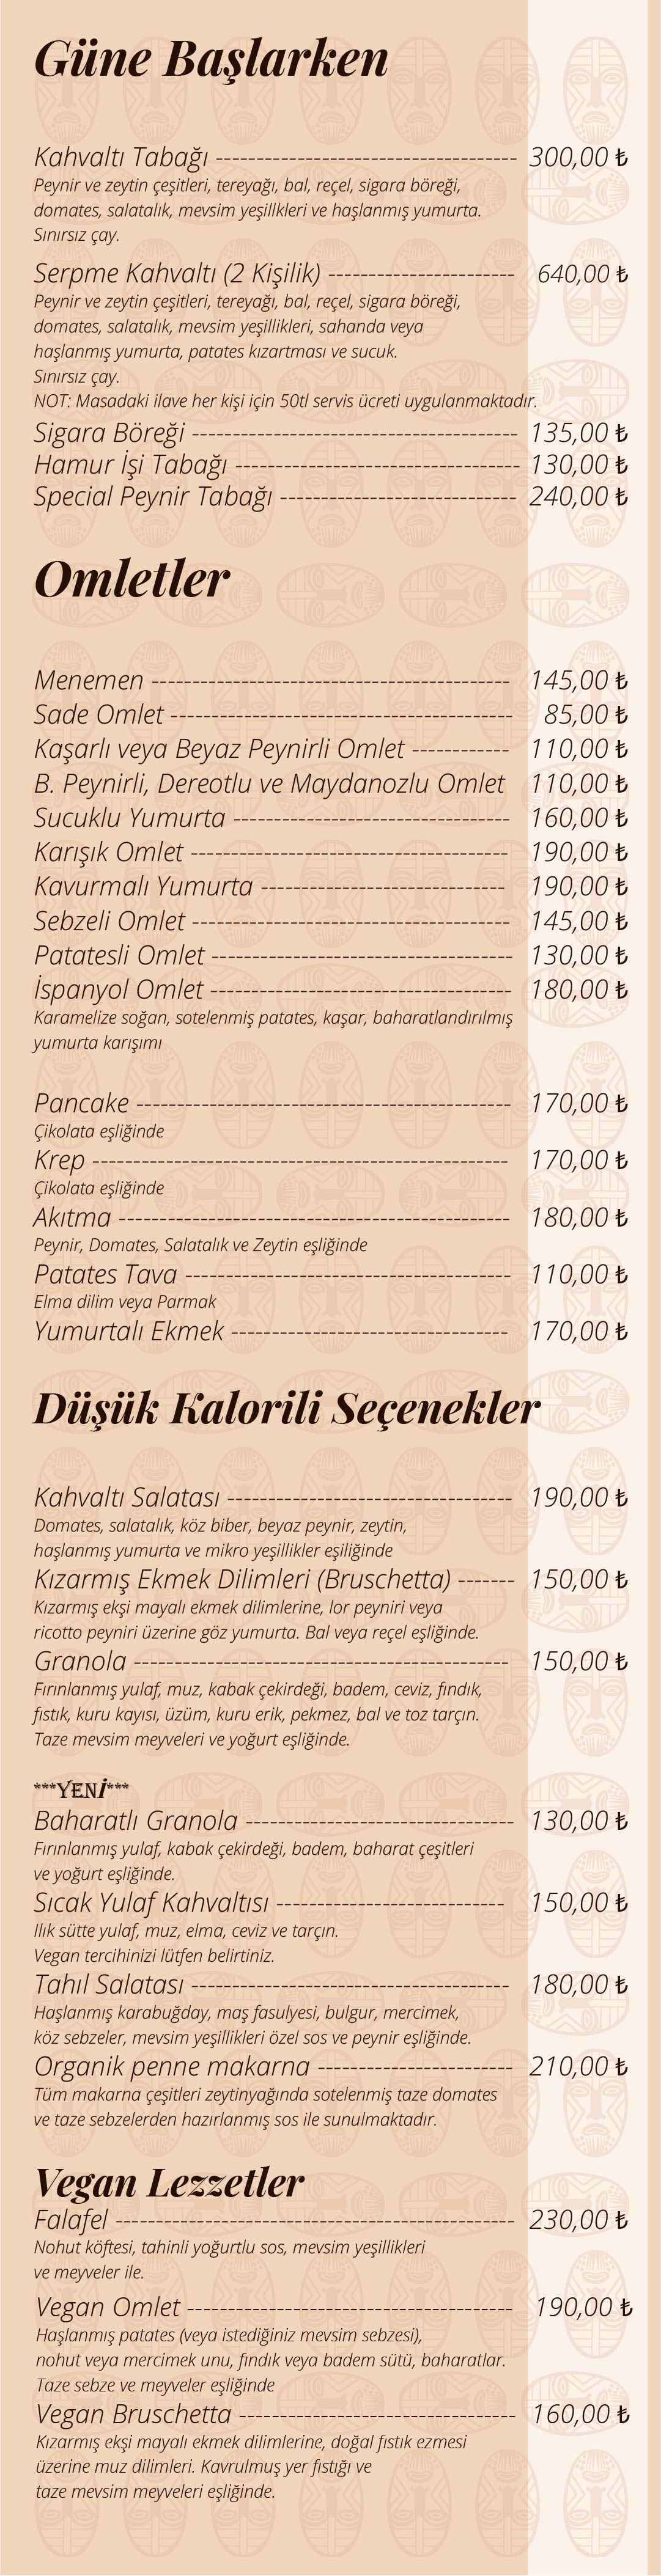 Güne Başlarken
Kahvaltı Tabağı ------------------------------------- 300,00 ₺
Peynir ve zeytin çeşitleri, tereyağı, bal, reçel, sigara böreği,
domates, salatalık, mevsim yeşillkleri ve haşlanmış yumurta.
Sınırsız çay.
Serpme Kahvaltı (2 Kişilik) ----------------------- 640,00 ₺
Peynir ve zeytin çeşitleri, tereyağı, bal, reçel, sigara böreği,
domates, salatalık, mevsim yeşillikleri, sahanda veya
haşlanmış yumurta, patates kızartması ve sucuk.
Sınırsız çay.
NOT: Masadaki ilave her kişi için 50tl servis ücreti uygulanmaktadır.
Sigara Böreği ---------------------------------------- 135,00 ₺
Hamur İşi Tabağı ----------------------------------- 130,00 ₺
Special Peynir Tabağı ----------------------------- 240,00 ₺
Omletler
Menemen -------------------------------------------- 145,00 ₺
Sade Omlet ------------------------------------------ 85,00 ₺
Kaşarlı veya Beyaz Peynirli Omlet ------------ 110,00 ₺
B. Peynirli, Dereotlu ve Maydanozlu Omlet 110,00 ₺
Sucuklu Yumurta ---------------------------------- 160,00 ₺
Karışık Omlet --------------------------------------- 190,00 ₺
Kavurmalı Yumurta ------------------------------ 190,00 ₺
Sebzeli Omlet --------------------------------------- 145,00 ₺
Patatesli Omlet ------------------------------------- 130,00 ₺
İspanyol Omlet ------------------------------------- 180,00 ₺
Karamelize soğan, sotelenmiş patates, kaşar, baharatlandırılmış
yumurta karışımı
Pancake ---------------------------------------------- 170,00 ₺
Çikolata eşliğinde
Krep --------------------------------------------------- 170,00 ₺
Çikolata eşliğinde
Akıtma ------------------------------------------------ 180,00 ₺
Peynir, Domates, Salatalık ve Zeytin eşliğinde
Patates Tava ---------------------------------------- 110,00 ₺
Elma dilim veya Parmak
Yumurtalı Ekmek ---------------------------------- 170,00 ₺
Düşük Kalorili Seçenekler
Kahvaltı Salatası ----------------------------------- 190,00 ₺
Domates, salatalık, köz biber, beyaz peynir, zeytin,
haşlanmış yumurta ve mikro yeşillikler eşiliğinde
Kızarmış Ekmek Dilimleri (Bruschetta) ------- 150,00 ₺
Kızarmış ekşi mayalı ekmek dilimlerine, lor peyniri veya
ricotto peyniri üzerine göz yumurta. Bal veya reçel eşliğinde.
Granola ---------------------------------------------- 150,00 ₺
Fırınlanmış yulaf, muz, kabak çekirdeği, badem, ceviz, fındık,
fıstık, kuru kayısı, üzüm, kuru erik, pekmez, bal ve toz tarçın.
Taze mevsim meyveleri ve yoğurt eşliğinde.
***YENİ***
Baharatlı Granola --------------------------------- 130,00 ₺
Fırınlanmış yulaf, kabak çekirdeği, badem, baharat çeşitleri
ve yoğurt eşliğinde.
Sıcak Yulaf Kahvaltısı ---------------------------- 150,00 ₺
Ilık sütte yulaf, muz, elma, ceviz ve tarçın.
Vegan tercihinizi lütfen belirtiniz.
Tahıl Salatası --------------------------------------- 180,00 ₺
Haşlanmış karabuğday, maş fasulyesi, bulgur, mercimek,
köz sebzeler, mevsim yeşillikleri özel sos ve peynir eşliğinde.
Organik penne makarna ------------------------ 210,00 ₺
Tüm makarna çeşitleri zeytinyağında sotelenmiş taze domates
ve taze sebzelerden hazırlanmış sos ile sunulmaktadır.
Vegan Lezzetler
Falafel ------------------------------------------------- 230,00 ₺
Nohut köftesi, tahinli yoğurtlu sos, mevsim yeşillikleri
ve meyveler ile.
Vegan Omlet ---------------------------------------- 190,00 ₺
Haşlanmış patates (veya istediğiniz mevsim sebzesi),
nohut veya mercimek unu, fındık veya badem sütü, baharatlar.
Taze sebze ve meyveler eşliğinde
Vegan Bruschetta ---------------------------------- 160,00 ₺
Kızarmış ekşi mayalı ekmek dilimlerine, doğal fıstık ezmesi
üzerine muz dilimleri. Kavrulmuş yer fıstığı ve
taze mevsim meyveleri eşliğinde.